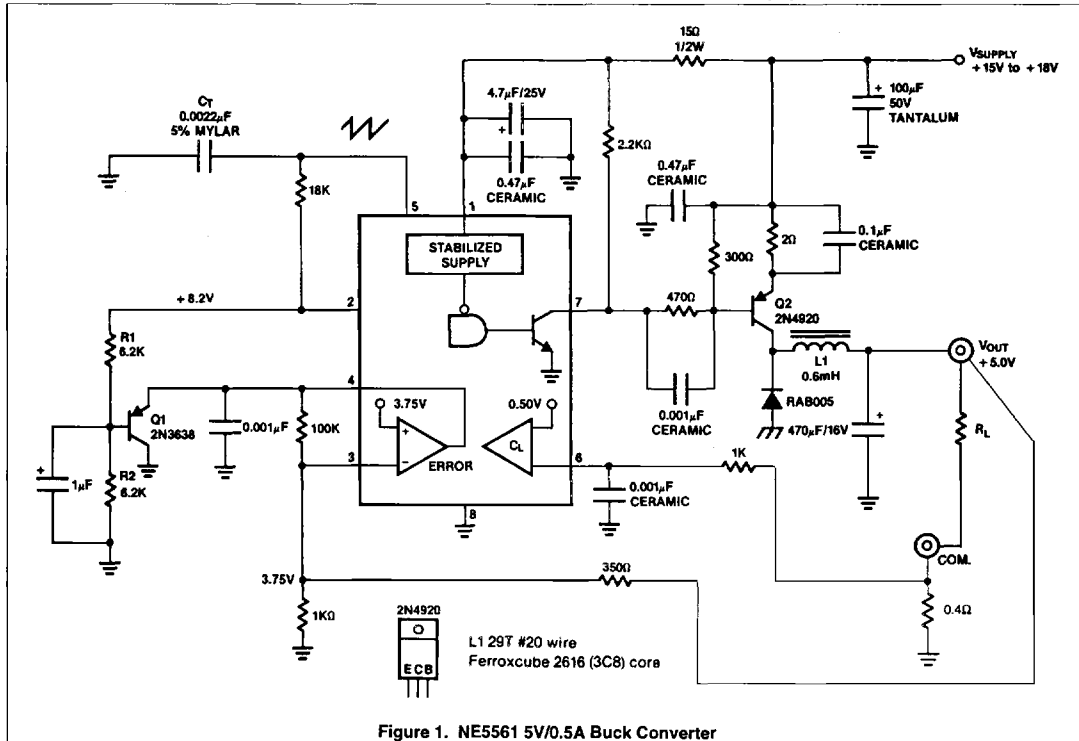 15Ω
1/2W
VSUPPLY
+15V to +18V
CT
0.0022μF
5% MYLAR
4.7μF/25V
+
+
100μF
50V
TANTALUM
2.2KΩ
0.47μF
CERAMIC
0.47μF
CERAMIC
18K
5
1
STABILIZED
SUPPLY
300Ω
2Ω
0.1μF
CERAMIC
+8.2V
2
7
470Ω
Q2
2N4920
R1
6.2K
VOUT
+5.0V
L1
0.6mH
4
3.75V
0.50V
0.001μF
CERAMIC
RAB005
+
470μF/16V
RL
Q1
2N3638
0.001μF
100K
+
-
ERROR
CL
3
6
1K
+
1μF
R2
6.2K
8
0.001μF
CERAMIC
COM.
3.75V
350Ω
0.4Ω
1KΩ
2N4920
E C B
L1 29T #20 wire
Ferroxcube 2616 (3C8) core
Figure 1. NE5561 5V/0.5A Buck Converter